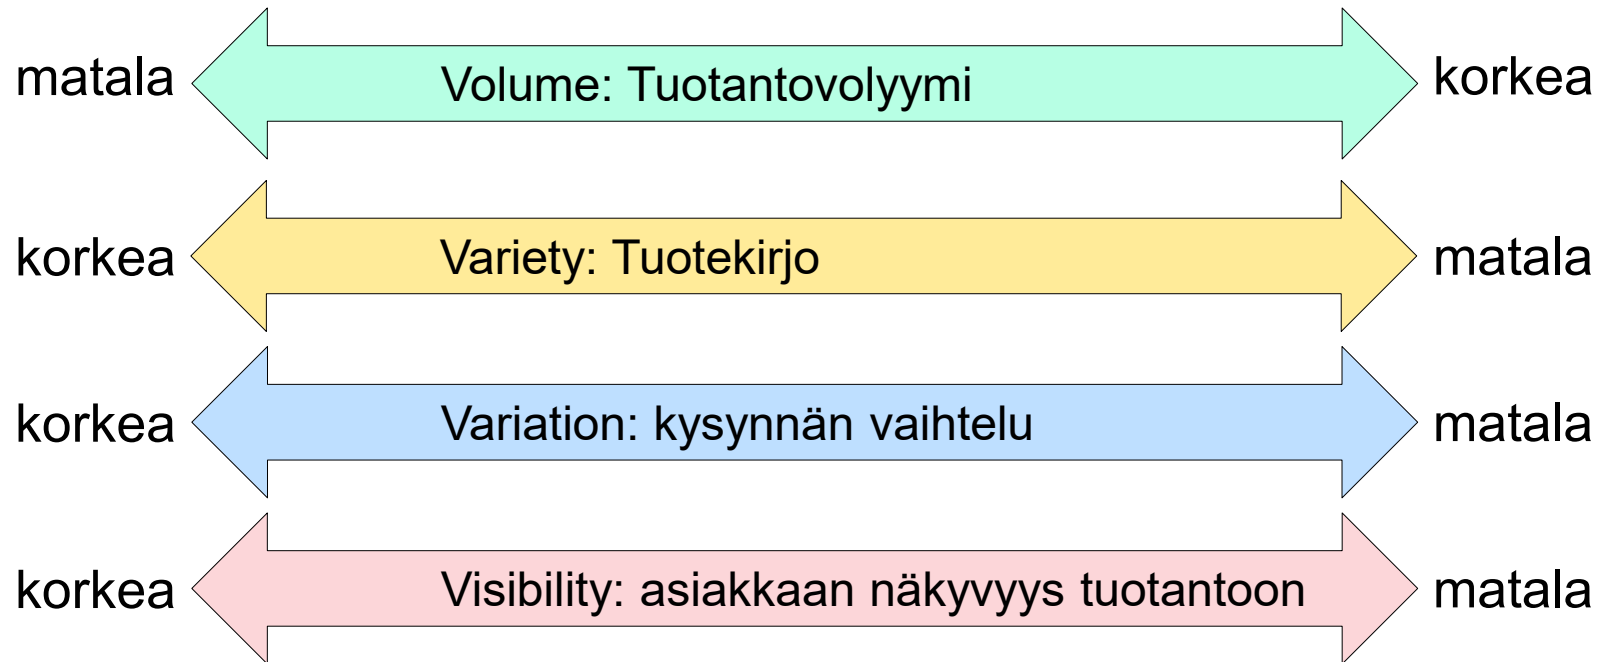 matala Volume: Tuotantovolyymi korkea
korkea Variety: Tuotekirjo matala
korkea Variation: kysynnän vaihtelu matala
korkea Visibility: asiakkaan näkyvyys tuotantoon matala